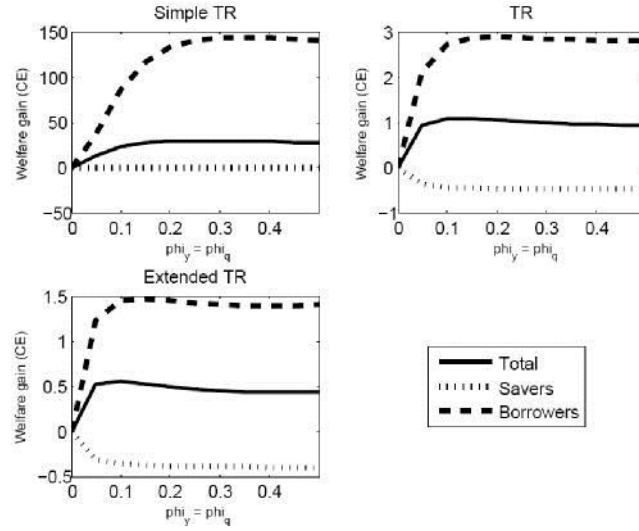 Simple TR
Welfare gain (CE)
150
100
50
0
−50
0 0.1 0.2 0.3 0.4
phi_y = phi_q
TR
Welfare gain (CE)
3
2
1
0
−1
0 0.1 0.2 0.3 0.4
phi_y = phi_q
Extended TR
Welfare gain (CE)
1.5
1
0.5
0
−0.5
0 0.1 0.2 0.3 0.4
phi_y = phi_q
Total
Savers
Borrowers